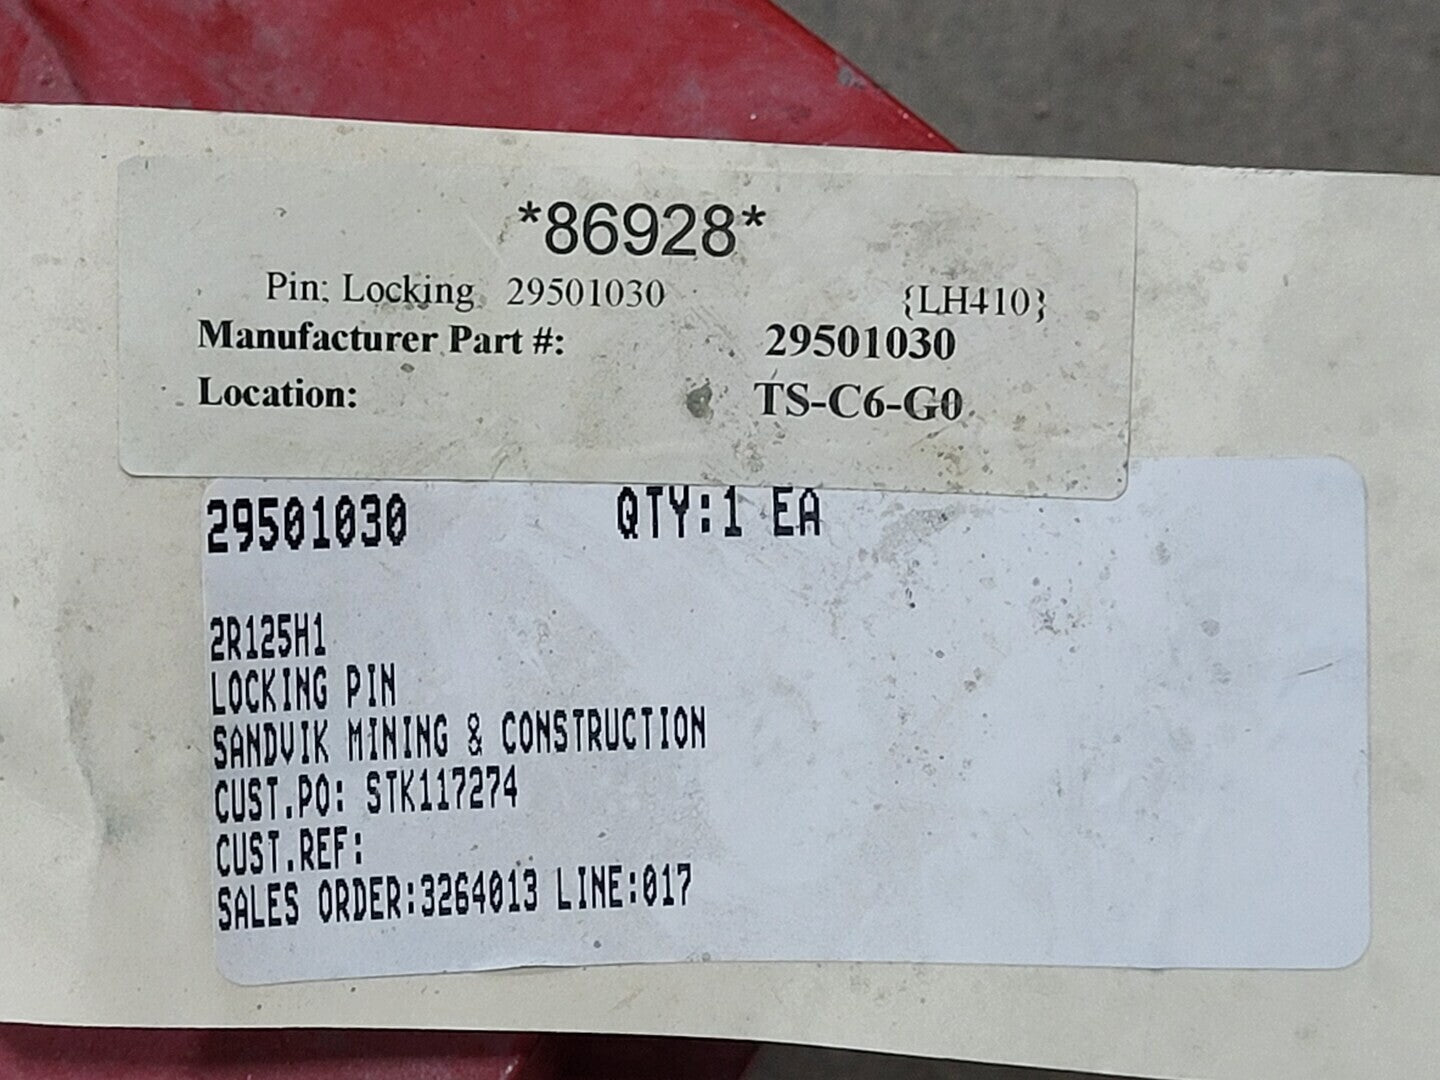 *86928*
Pin; Locking 29501030 {LH410}
Manufacturer Part #: 29501030
Location: TS-C6-G0
29501030 QTY:1 EA
2R125H1
LOCKING PIN
SANDVIK MINING & CONSTRUCTION
CUST.PO: STK117274
CUST.REF:
SALES ORDER:3264013 LINE:017